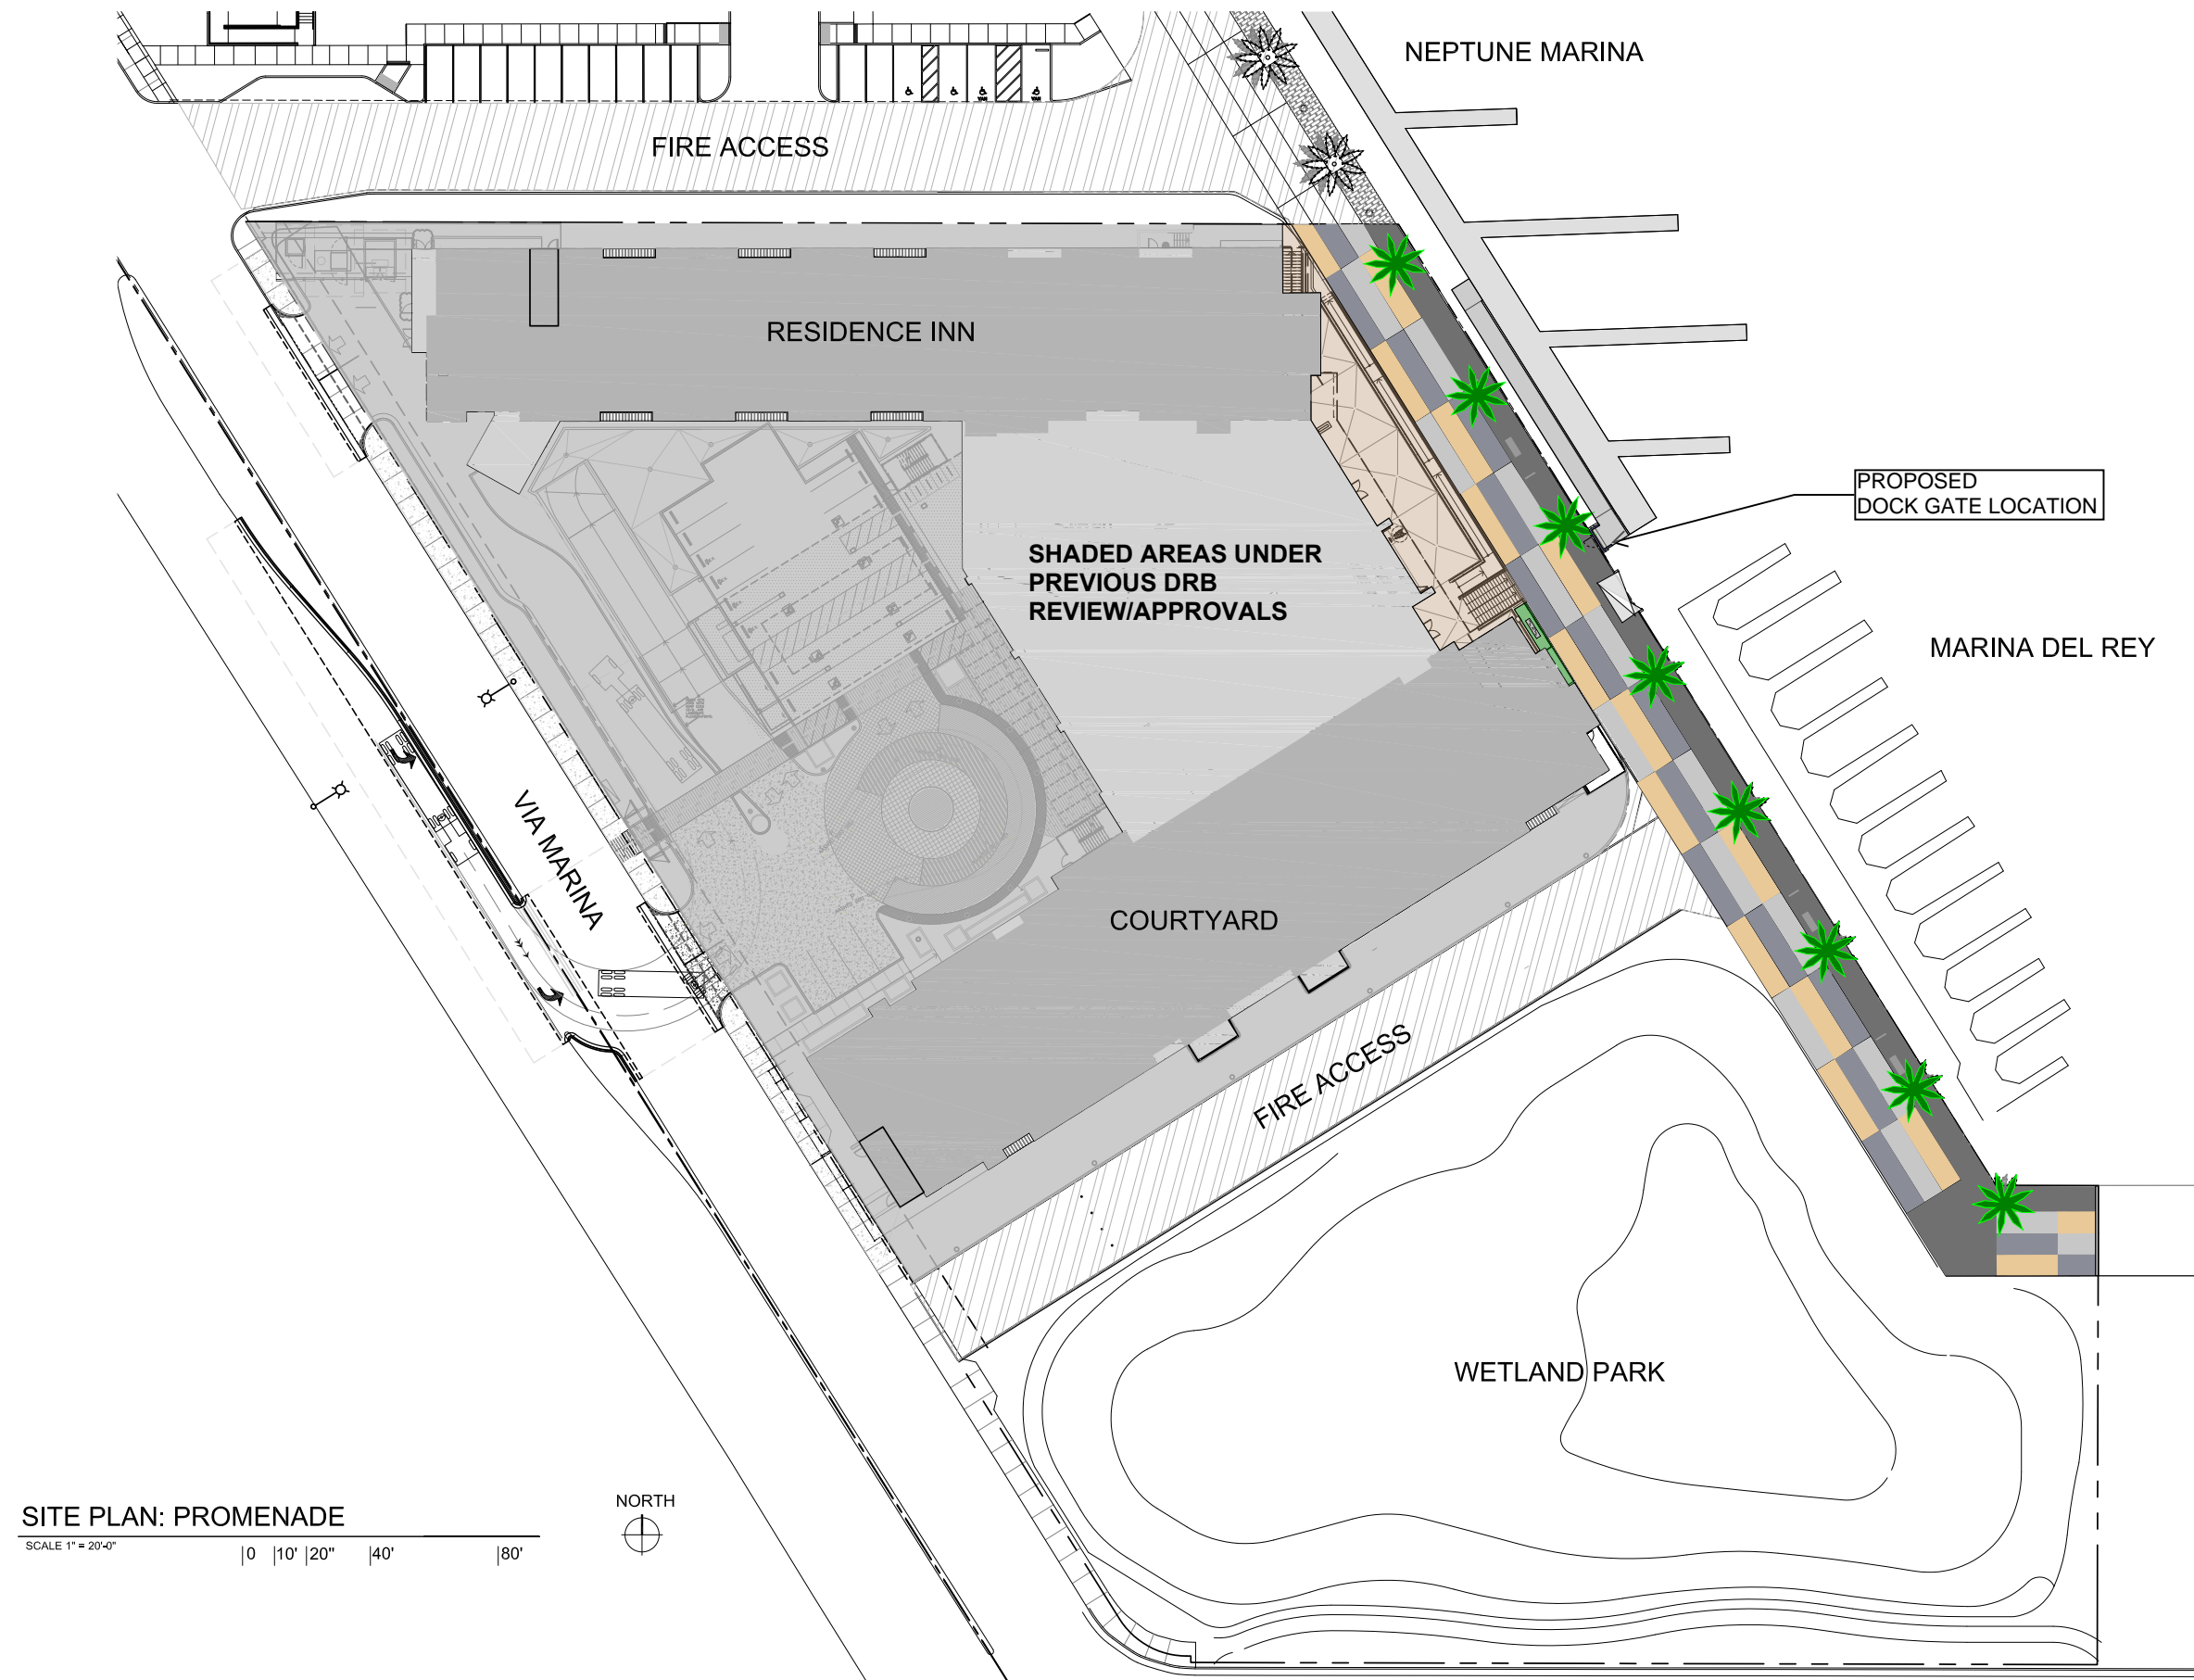 NEPTUNE MARINA
FIRE ACCESS
RESIDENCE INN
PROPOSED
DOCK GATE LOCATION
SHADED AREAS UNDER
PREVIOUS DRB
REVIEW/APPROVALS
MARINA DEL REY
VIA MARINA
COURTYARD
FIRE ACCESS
WETLAND PARK
SITE PLAN: PROMENADE
SCALE 1" = 20'-0"
0 10' 20" 40' 80'
NORTH